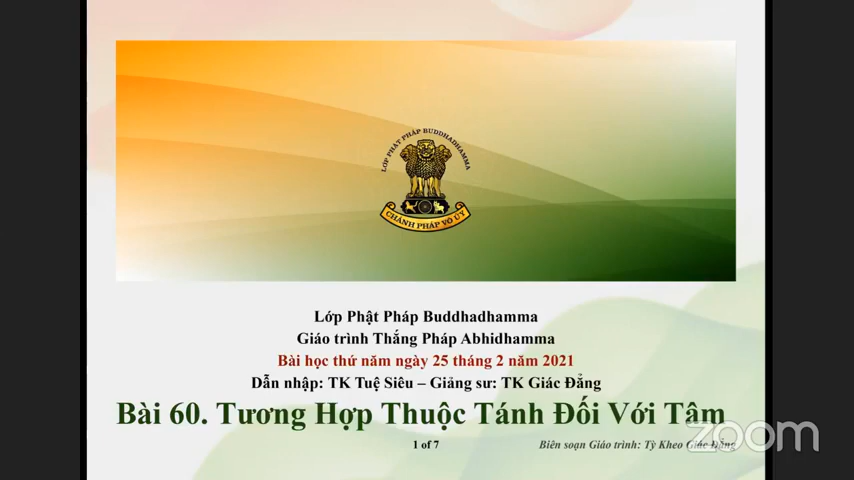 LỚP PHẬT PHÁP BUDDHADHAMMA
CHÁNH PHÁP VÔ ÚY
Lớp Phật Pháp Buddhadhamma
Giáo trình Thắng Pháp Abhidhamma
Bài học thứ năm ngày 25 tháng 2 năm 2021
Dẫn nhập: TK Tuệ Siêu – Giảng sư: TK Giác Đẳng
Bài 60. Tương Hợp Thuộc Tánh Đối Với Tâm
1 of 7
Biên soạn Giáo trình: Tỳ Kheo Giác Đẳng
zoom